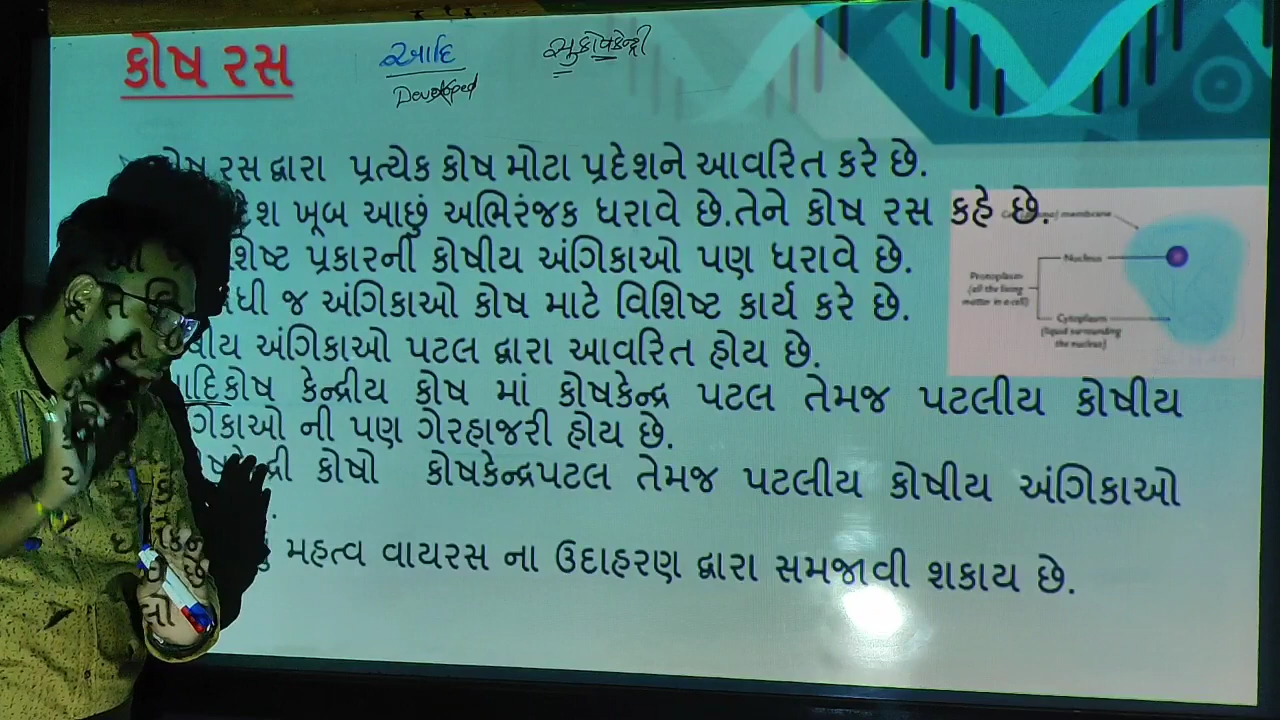 કોષ રસ
આદિ
Developed
સુકોષકેન્દ્રી
રસ દ્વારા પ્રત્યેક કોષ મોટા પ્રદેશને આવરિત કરે છે.
ખૂબ આછું અભિરંજક ધરાવે છે.તેને કોષ રસ કહે છે.
પ્રકારની કોષીય અંગિકાઓ પણ ધરાવે છે.
જ અંગિકાઓ કોષ માટે વિશિષ્ટ કાર્ય કરે છે.
અંગિકાઓ પટલ દ્વારા આવરિત હોય છે.
કેન્દ્રીય કોષ માં કોષકેન્દ્ર પટલ તેમજ પટલીય કોષીય
ની પણ ગેરહાજરી હોય છે.
કોષો કોષકેન્દ્રપટલ તેમજ પટલીય કોષીય અંગિકાઓ
મહત્વ વાયરસ ના ઉદાહરણ દ્વારા સમજાવી શકાય છે.
membrane
Nucleus
Protoplasm
(all the living
matter in a cell)
Cytoplasm
(liquid surrounding
the nucleus)